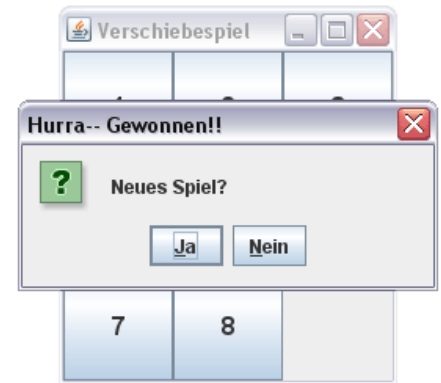 Verschiebespiel
Hurra-- Gewonnen!!
Neues Spiel?
Ja Nein
7 8